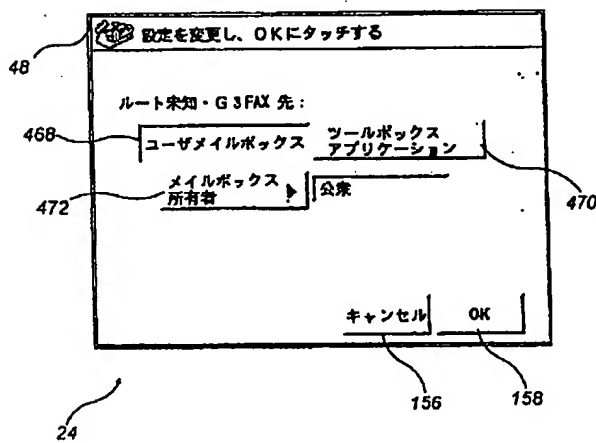 48
設定を変更し、OKにタッチする
ルート未知・G3FAX 先:
468
ユーザメイルボックス
ツールボックス
アプリケーション
470
472
メイルボックス
所有者
公衆
キャンセル
OK
156
158
24